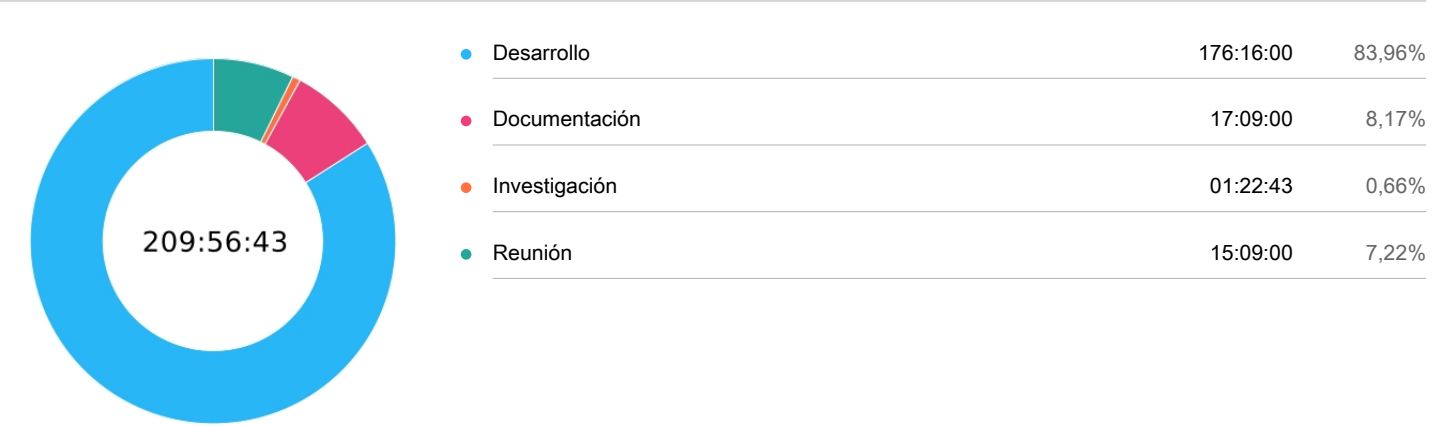 Desarrollo 176:16:00 83,96%
Documentación 17:09:00 8,17%
Investigación 01:22:43 0,66%
Reunión 15:09:00 7,22%
209:56:43